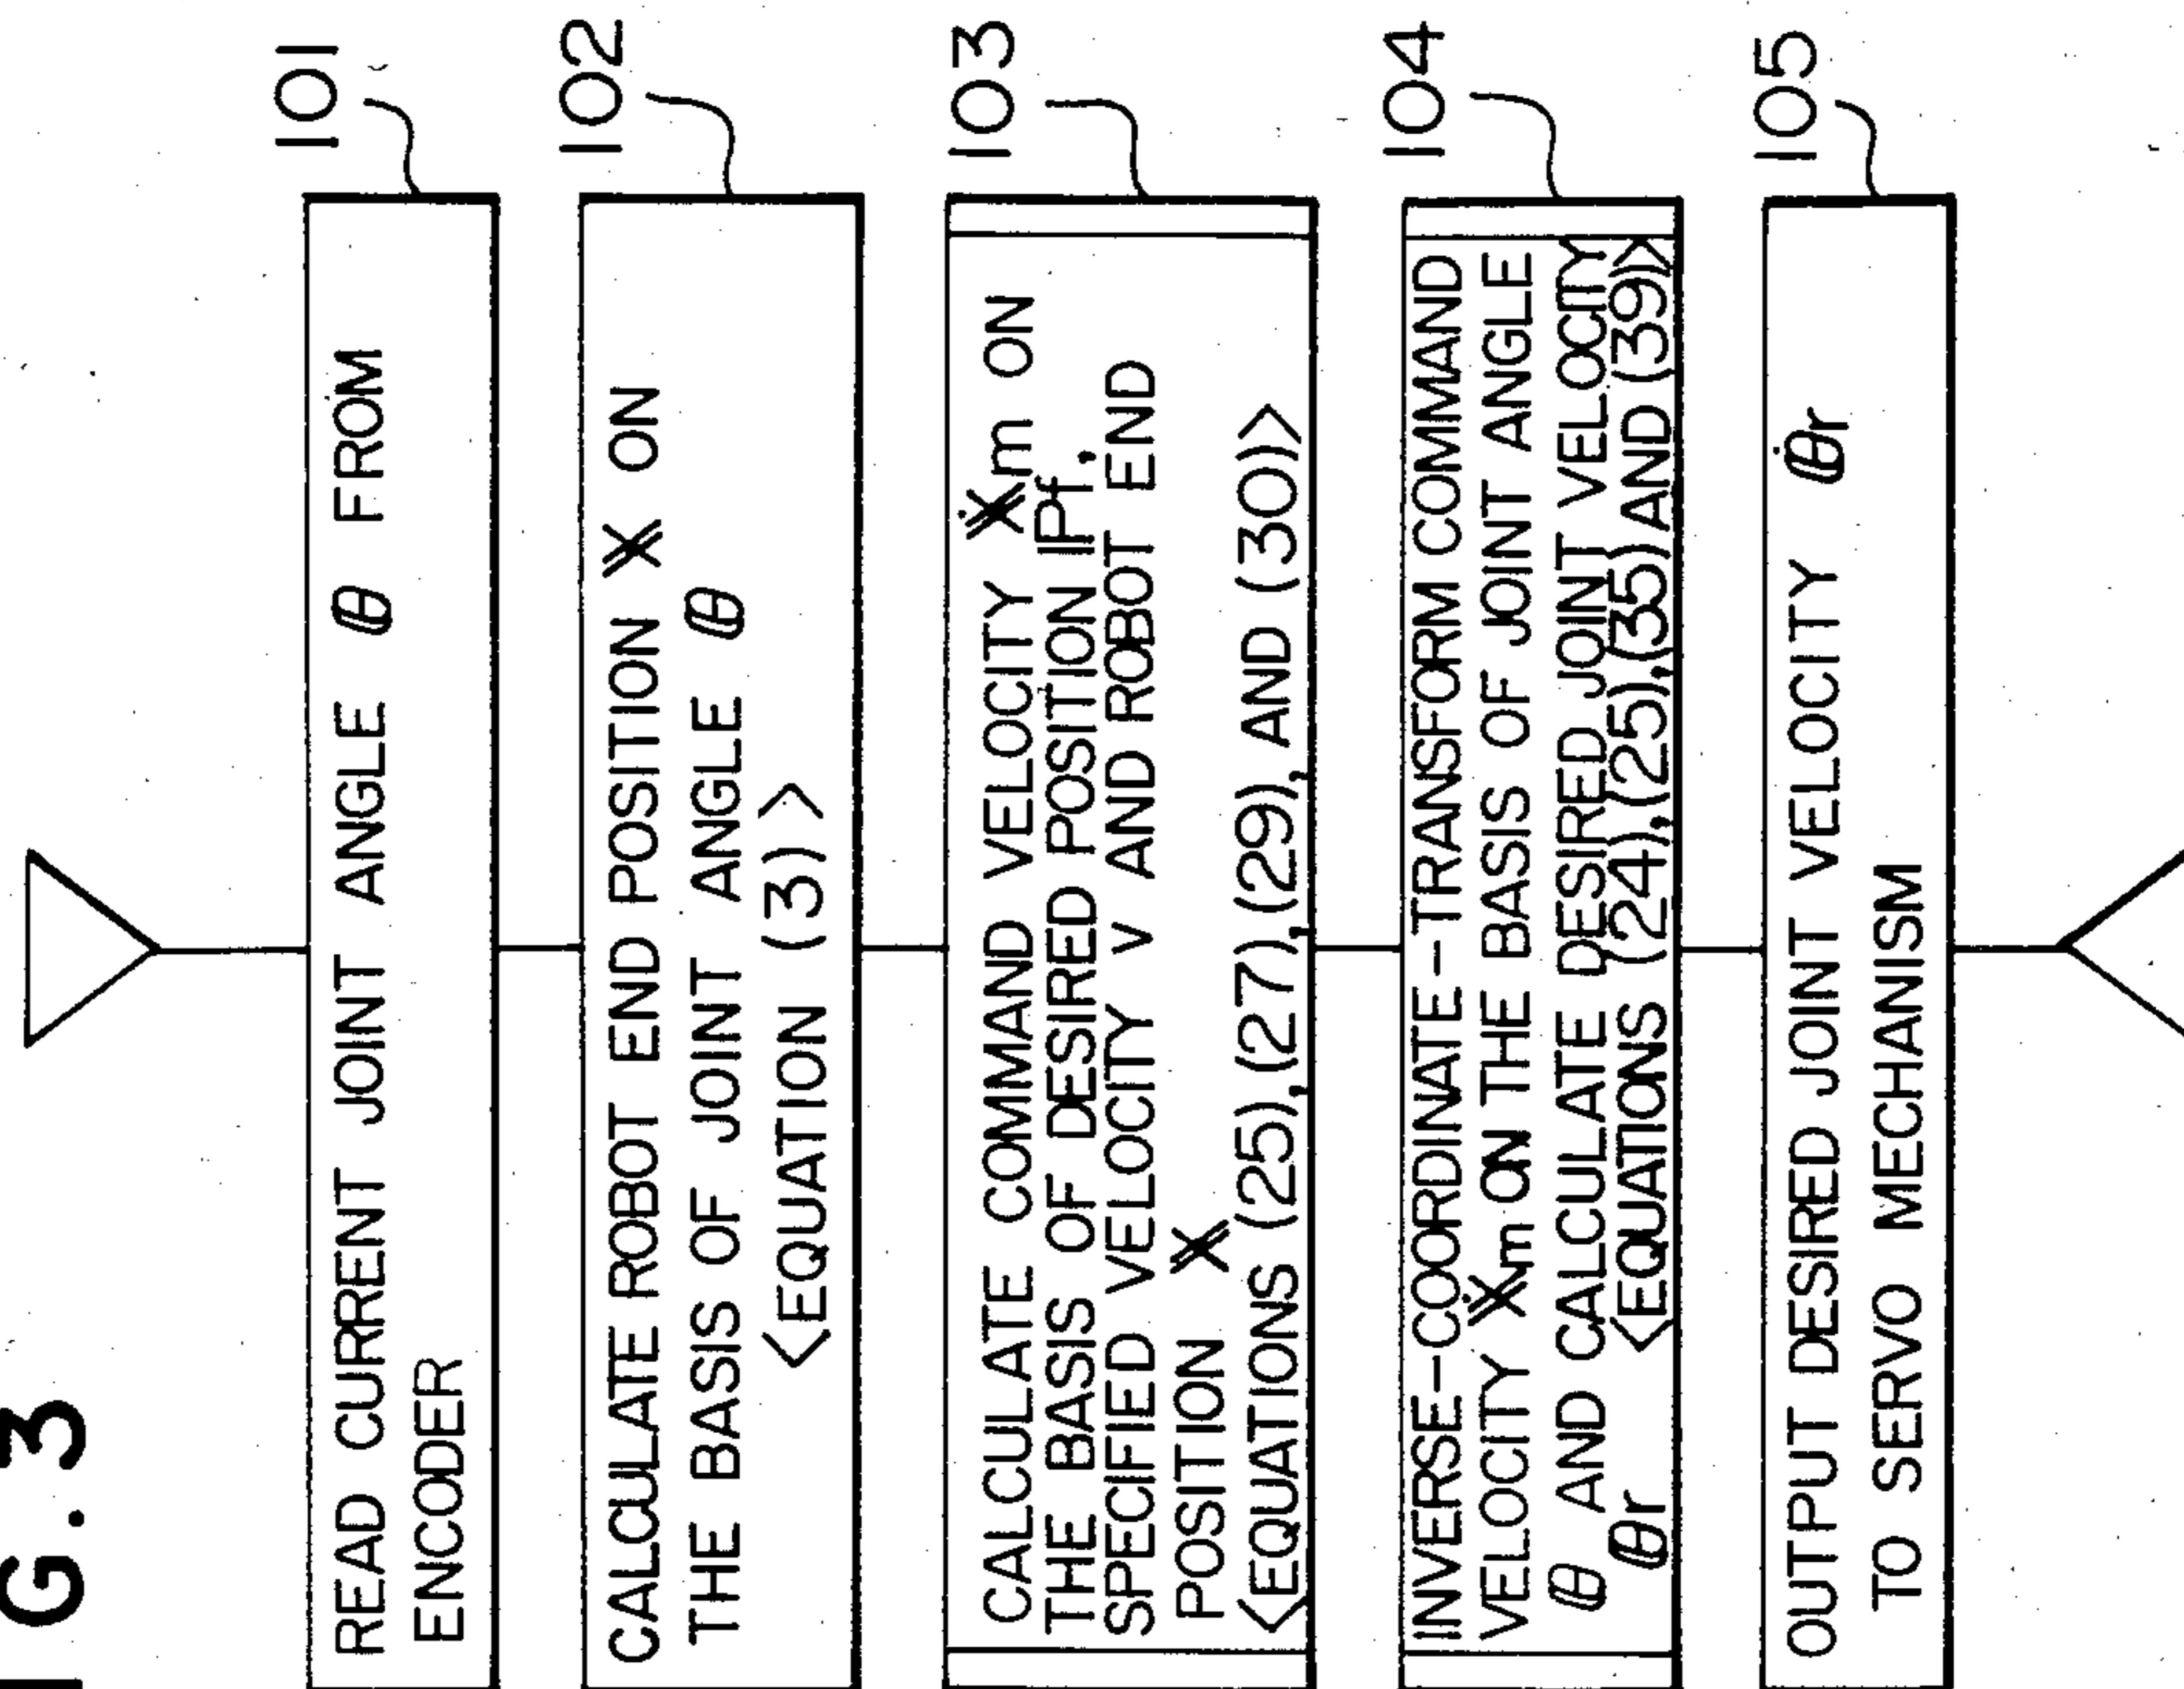 IG. 3
READ CURRENT JOINT ANGLE θ FROM
ENCODER
101
CALCULATE ROBOT END POSITION X ON
THE BASIS OF JOINT ANGLE θ
<EQUATION (3)>
102
CALCULATE COMMAND VELOCITY Ẋm ON
THE BASIS OF DESIRED POSITION IPf,
SPECIFIED VELOCITY v AND ROBOT END
POSITION X
<EQUATIONS (25),(27),(29), AND (30)>
103
INVERSE-COORDINATE-TRANSFORM COMMAND
VELOCITY Ẋm ON THE BASIS OF JOINT ANGLE
θ AND CALCULATE DESIRED JOINT VELOCITY
θr <EQUATIONS (24),(25),(35) AND (39)>
104
OUTPUT DESIRED JOINT VELOCITY θ̇r
TO SERVO MECHANISM
105